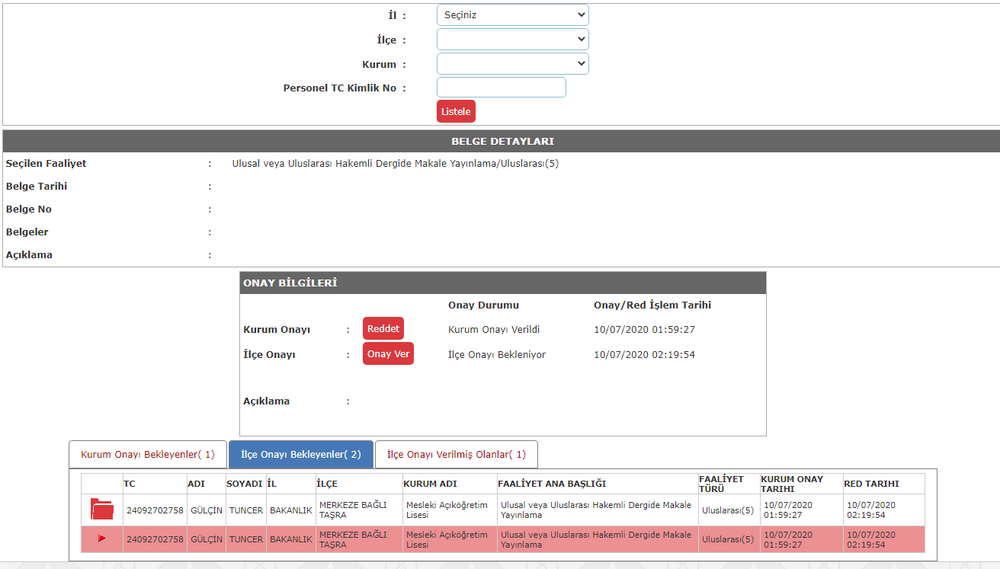 İl :
Seçiniz
İlçe :
Kurum :
Personel TC Kimlik No :
Listele
BELGE DETAYLARI
Seçilen Faaliyet : Ulusal veya Uluslarası Hakemli Dergide Makale Yayınlama/Uluslarası(5)
Belge Tarihi :
Belge No :
Belgeler :
Açıklama :
ONAY BİLGİLERİ
Onay Durumu Onay/Red İşlem Tarihi
Kurum Onayı : Reddet Kurum Onayı Verildi 10/07/2020 01:59:27
İlçe Onayı : Onay Ver İlçe Onayı Bekleniyor 10/07/2020 02:19:54
Açıklama :
Kurum Onayı Bekleyenler( 1) İlçe Onayı Bekleyenler( 2) İlçe Onayı Verilmiş Olanlar( 1)
TC ADI SOYADI İL İLÇE KURUM ADI FAALİYET ANA BAŞLIĞI FAALİYET TÜRÜ KURUM ONAY TARIHI RED TARIHI
24092702758 GÜLÇİN TUNCER BAKANLIK MERKEZE BAĞLI TAŞRA Mesleki Açıköğretim Lisesi Ulusal veya Uluslarası Hakemli Dergide Makale Yayınlama Uluslarası(5) 10/07/2020 01:59:27 10/07/2020 02:19:54
24092702758 GÜLÇİN TUNCER BAKANLIK MERKEZE BAĞLI TAŞRA Mesleki Açıköğretim Lisesi Ulusal veya Uluslarası Hakemli Dergide Makale Yayınlama Uluslarası(5) 10/07/2020 01:59:27 10/07/2020 02:19:54